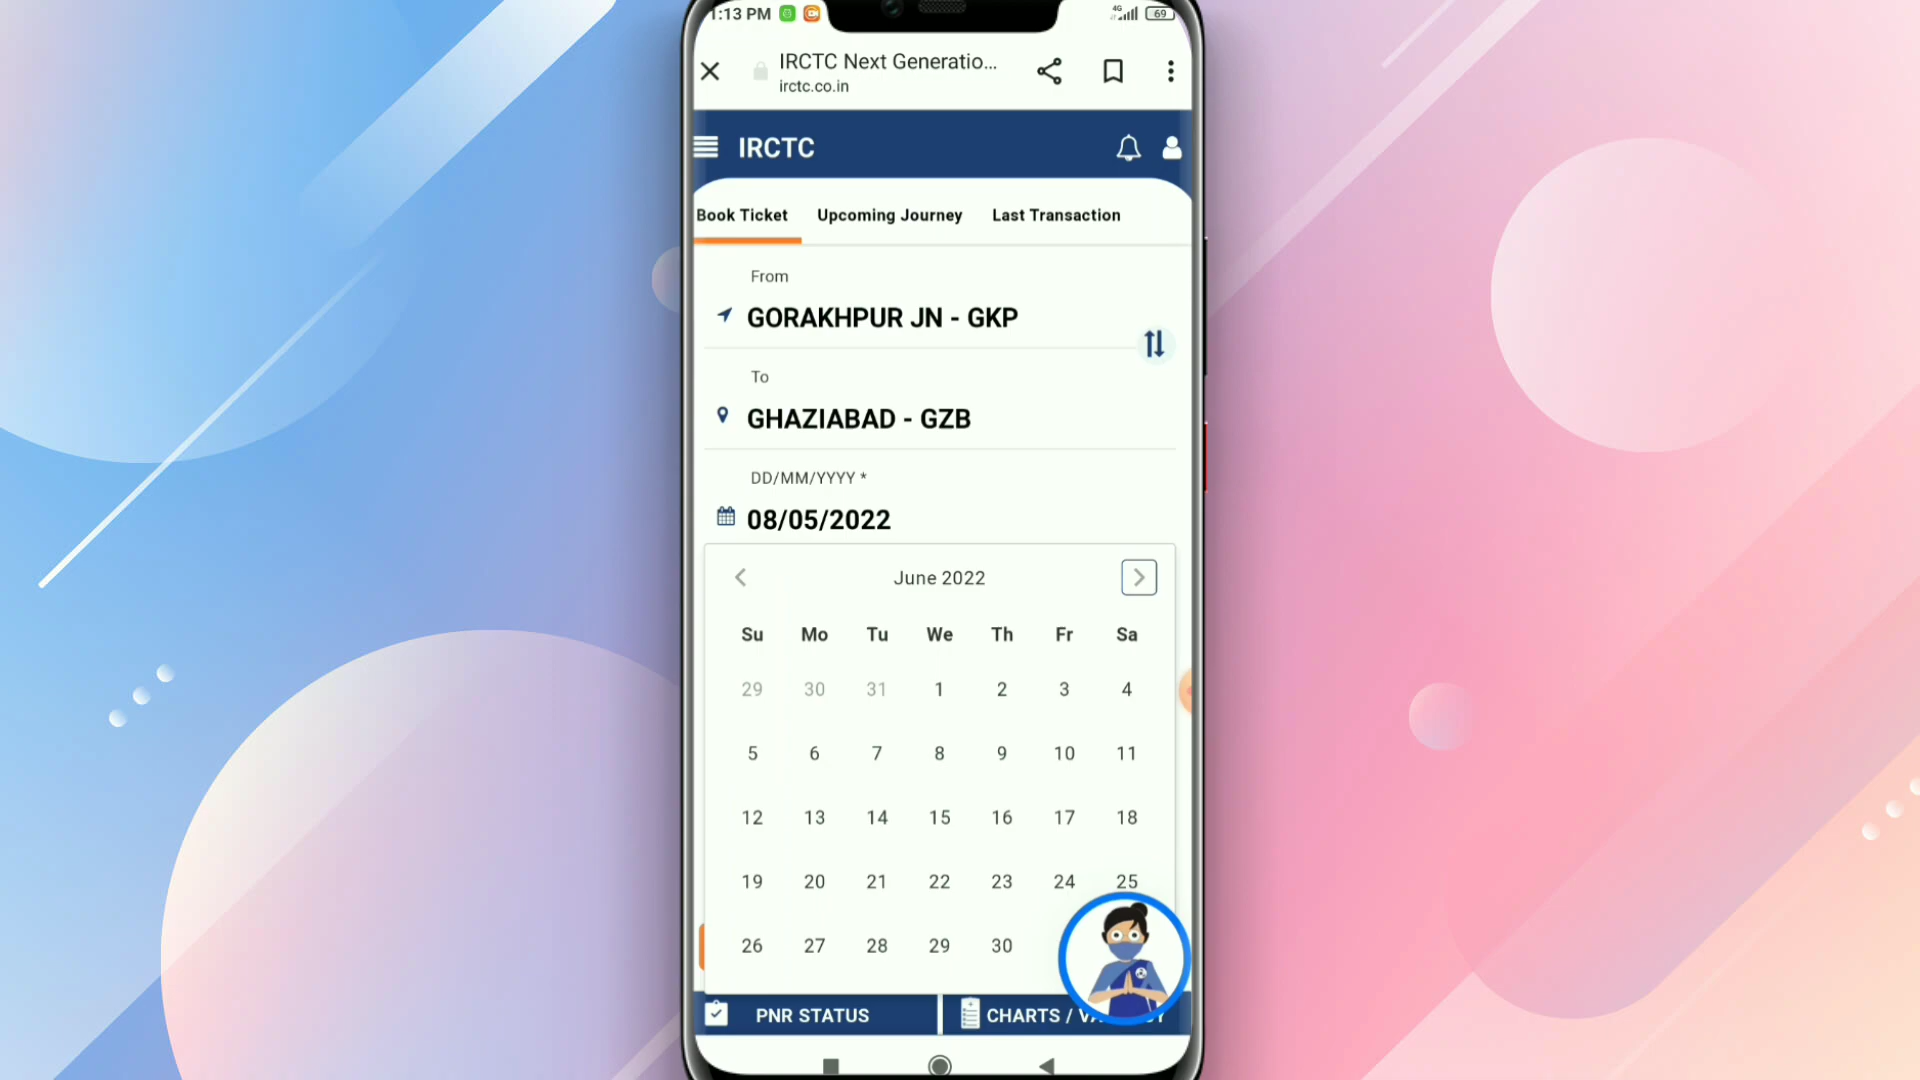 1:13 PM 4G 69
IRCTC Next Generatio...
irctc.co.in
IRCTC
Book Ticket Upcoming Journey Last Transaction
From
GORAKHPUR JN - GKP
To
GHAZIABAD - GZB
DD/MM/YYYY *
08/05/2022
June 2022
Su Mo Tu We Th Fr Sa
29 30 31 1 2 3 4
5 6 7 8 9 10 11
12 13 14 15 16 17 18
19 20 21 22 23 24 25
26 27 28 29 30
PNR STATUS CHARTS /